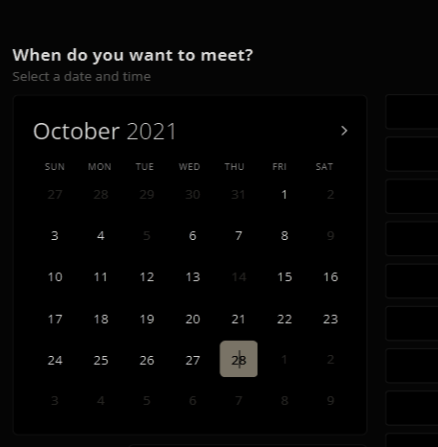 When do you want to meet?
Select a date and time
October 2021
SUN MON TUE WED THU FRI SAT
27 28 29 30 31 1 2
3 4 5 6 7 8 9
10 11 12 13 14 15 16
17 18 19 20 21 22 23
24 25 26 27 28 1 2
3 4 5 6 7 8 9